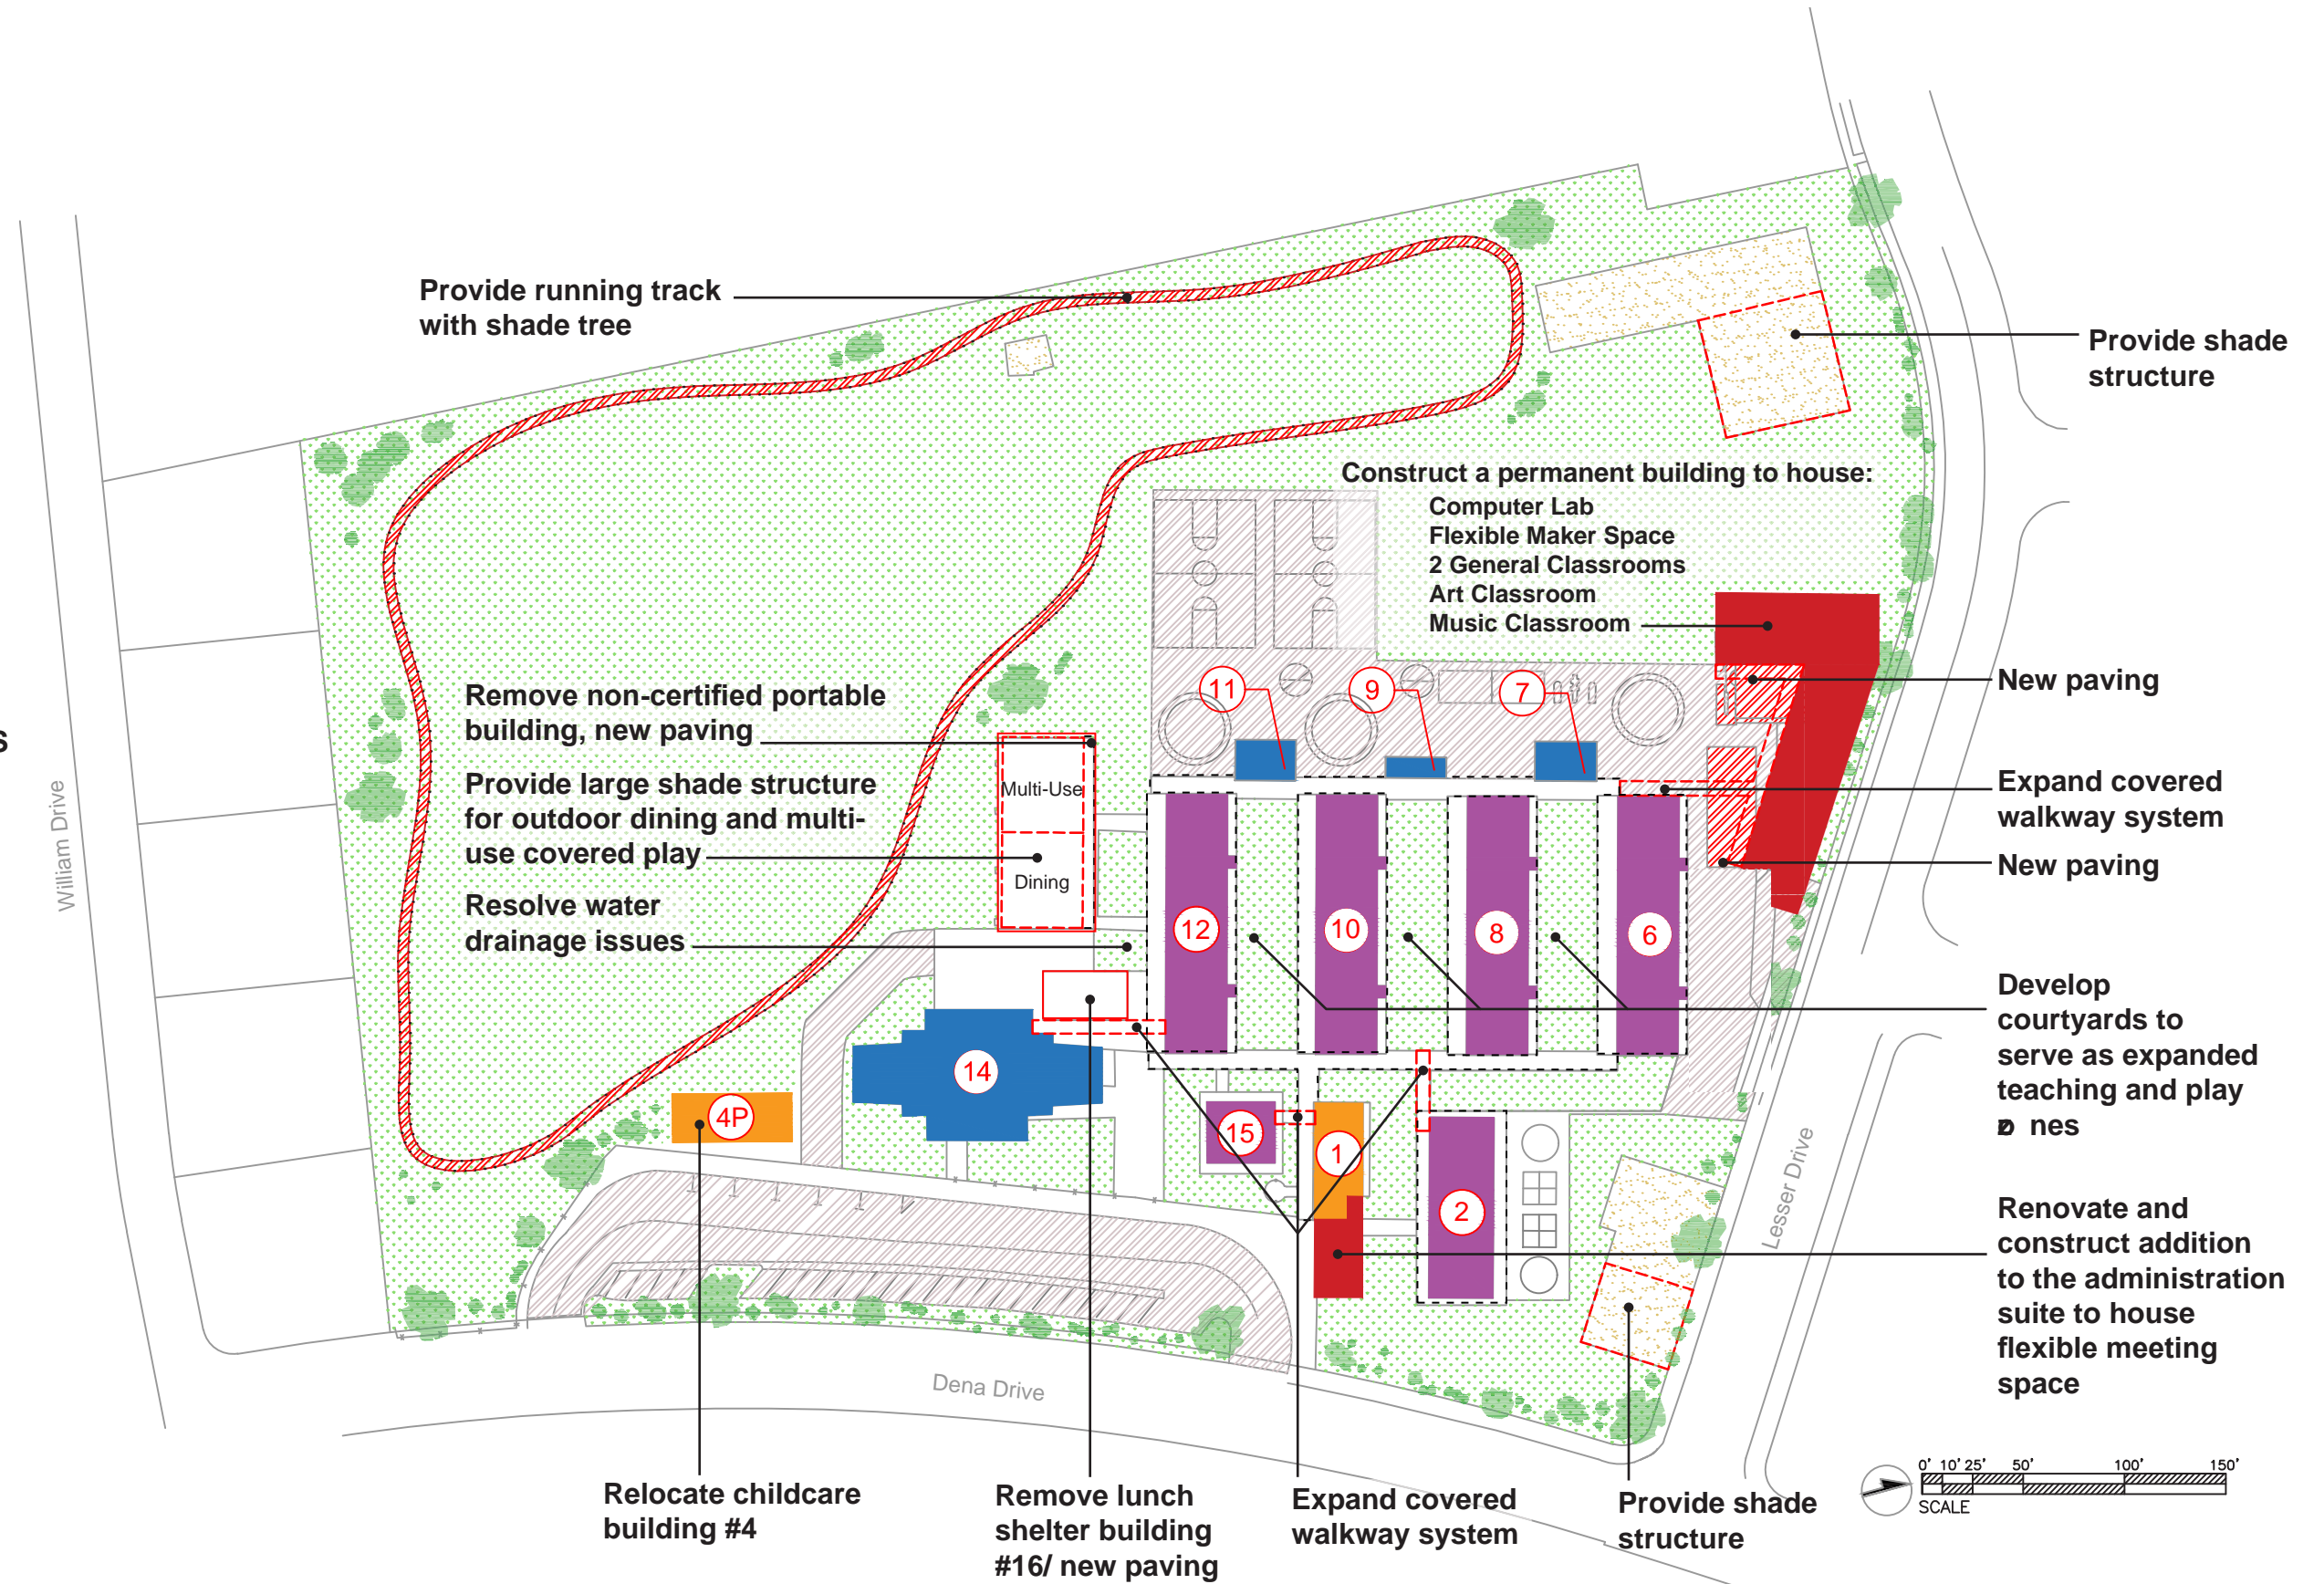 Provide running track
with shade tree
Provide shade
structure
Construct a permanent building to house:
Computer Lab
Flexible Maker Space
2 General Classrooms
Art Classroom
Music Classroom
New paving
11
9
7
Remove non-certified portable
building, new paving
S
Multi-Use
Provide large shade structure
for outdoor dining and multi-
use covered play
Dining
Expand covered
walkway system
New paving
William Drive
Resolve water
drainage issues
12
10
8
6
Develop
courtyards to
serve as expanded
teaching and play
zo nes
14
4P
15
1
2
Lesser Drive
Renovate and
construct addition
to the administration
suite to house
flexible meeting
space
Dena Drive
Relocate childcare
building #4
Remove lunch
shelter building
#16/ new paving
Expand covered
walkway system
Provide shade
structure
0' 10' 25' 50' 100' 150'
SCALE